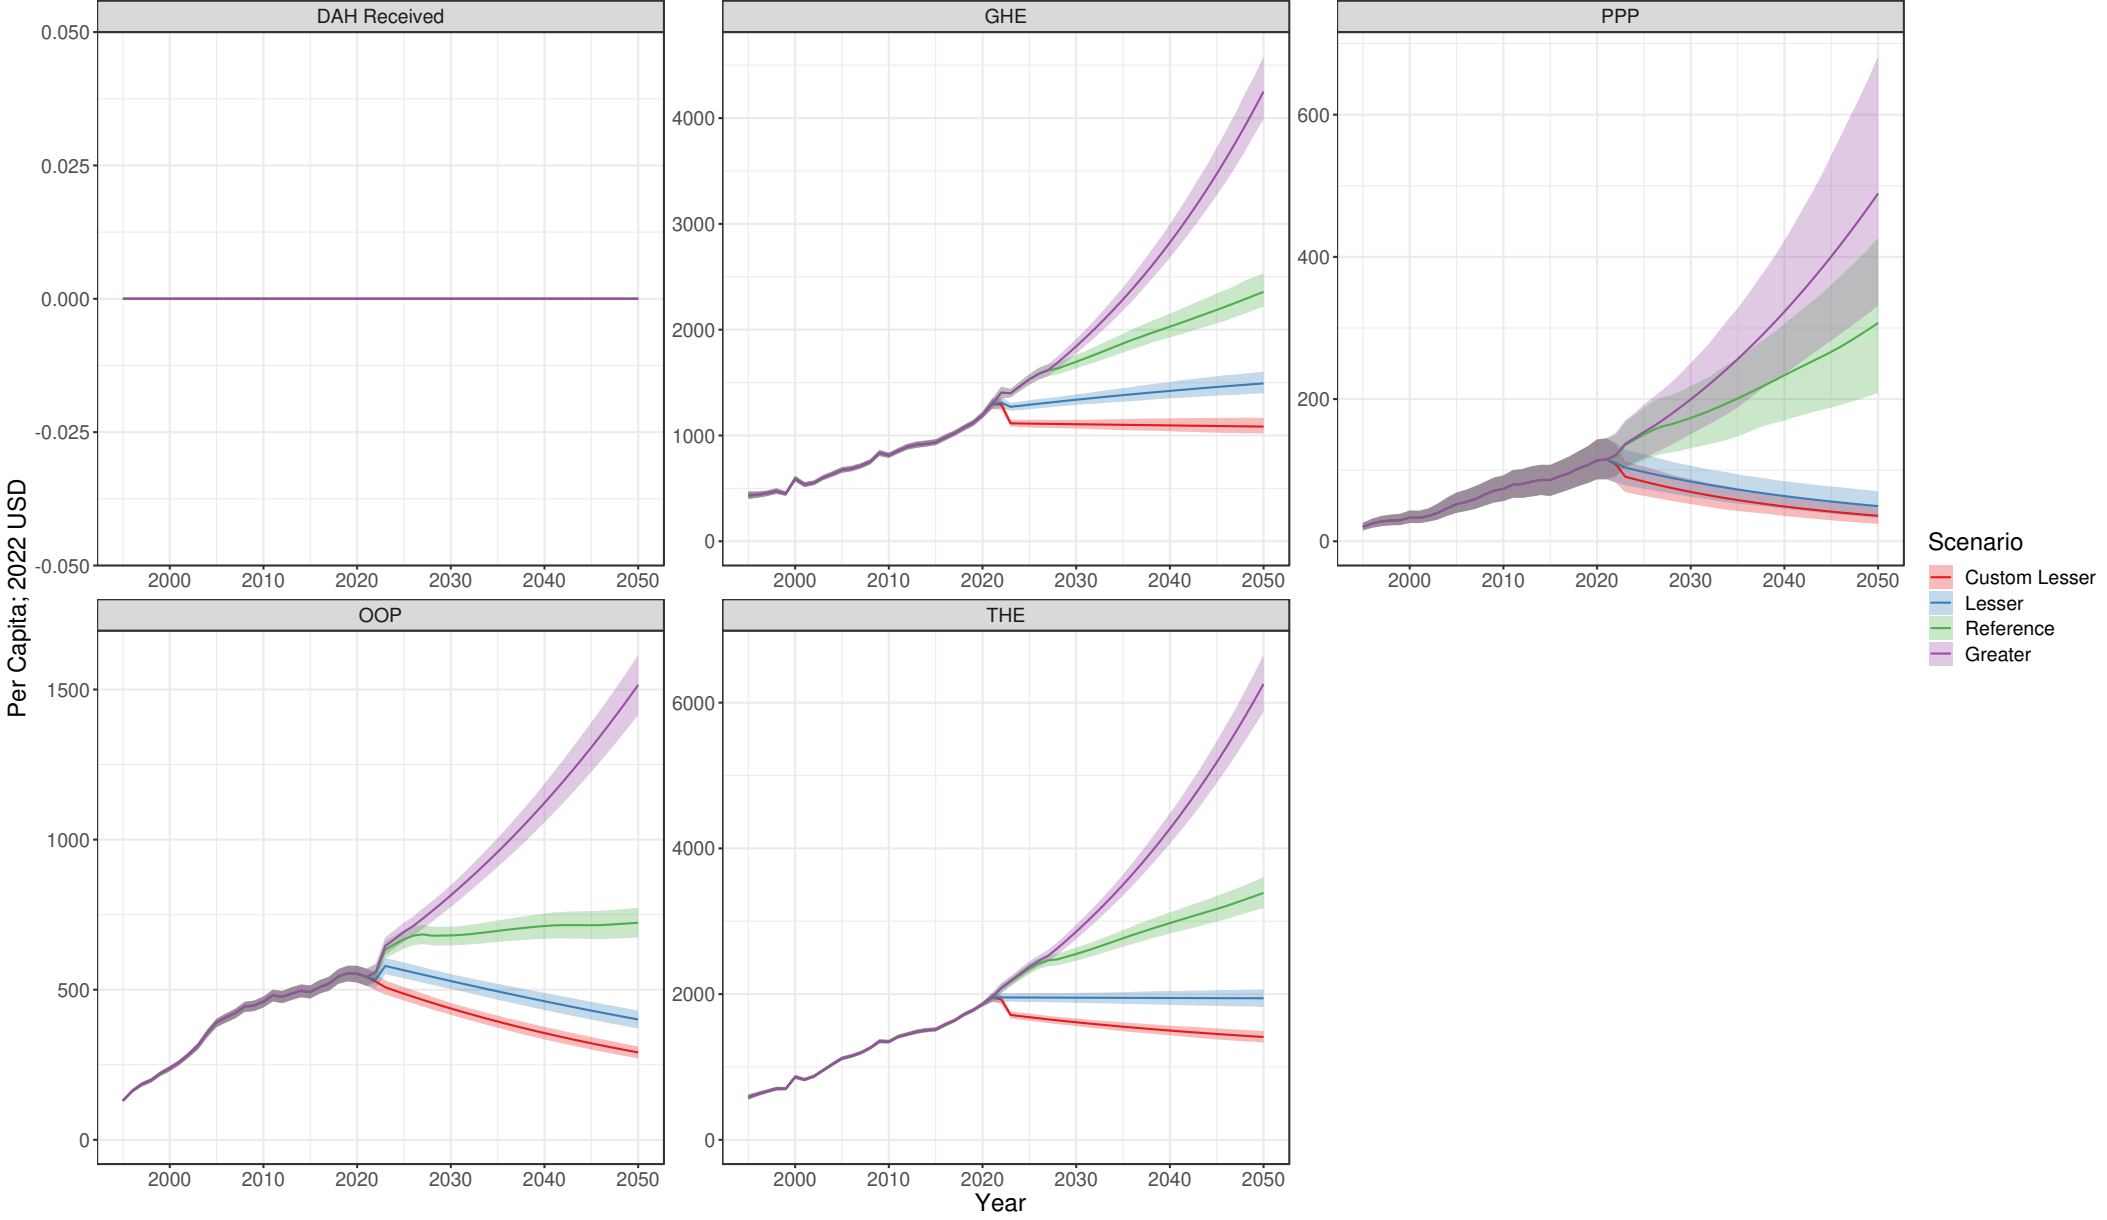 DAH Received
GHE
PPP
0.050
0.025
0.000
-0.025
-0.050
4000
3000
2000
1000
0
600
400
200
0
2000 2010 2020 2030 2040 2050
2000 2010 2020 2030 2040 2050
2000 2010 2020 2030 2040 2050
OOP
THE
1500
1000
500
0
6000
4000
2000
0
2000 2010 2020 2030 2040 2050
2000 2010 2020 2030 2040 2050
Per Capita; 2022 USD
Year
Scenario
Custom Lesser
Lesser
Reference
Greater